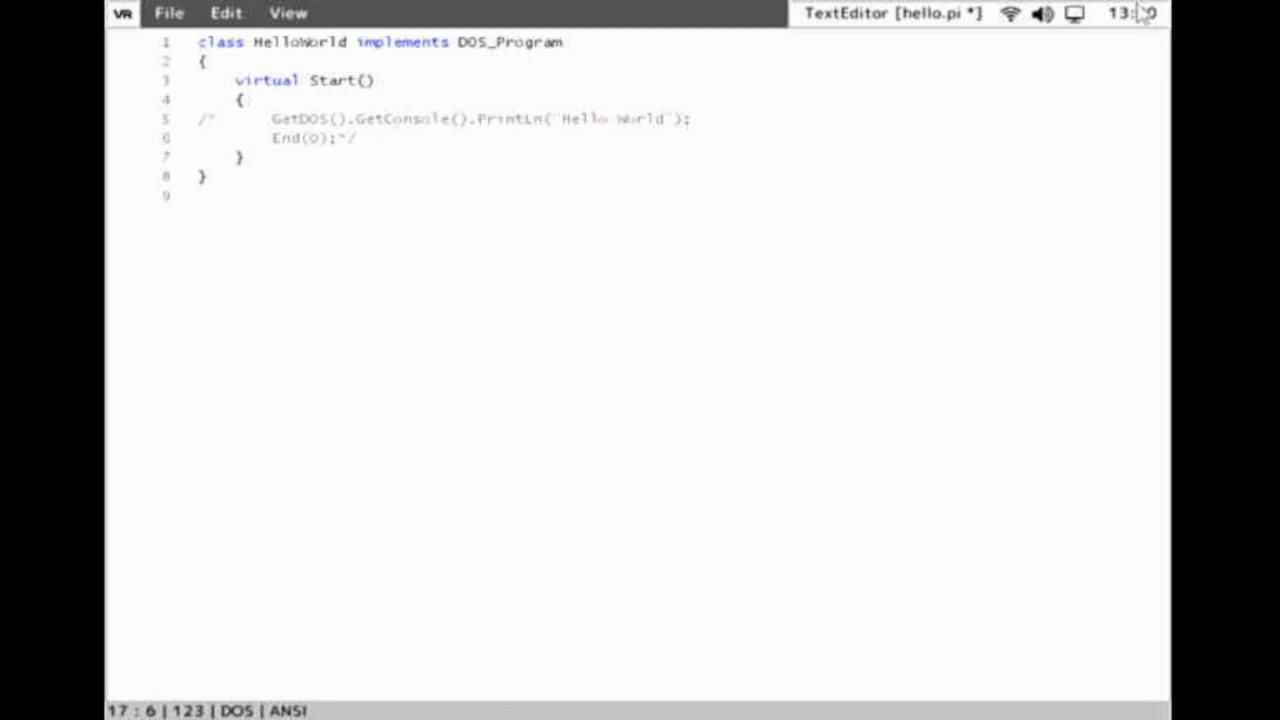 VR File Edit View TextEditor [hello.pi *]
1 class HelloWorld implements DOS_Program
2 {
3 virtual Start()
4 {
5 /* GetDOS().GetConsole().PrintLn("Hello World");
6 End(0);*/
7 }
8 }
9
17 : 6 | 123 | DOS | ANSI